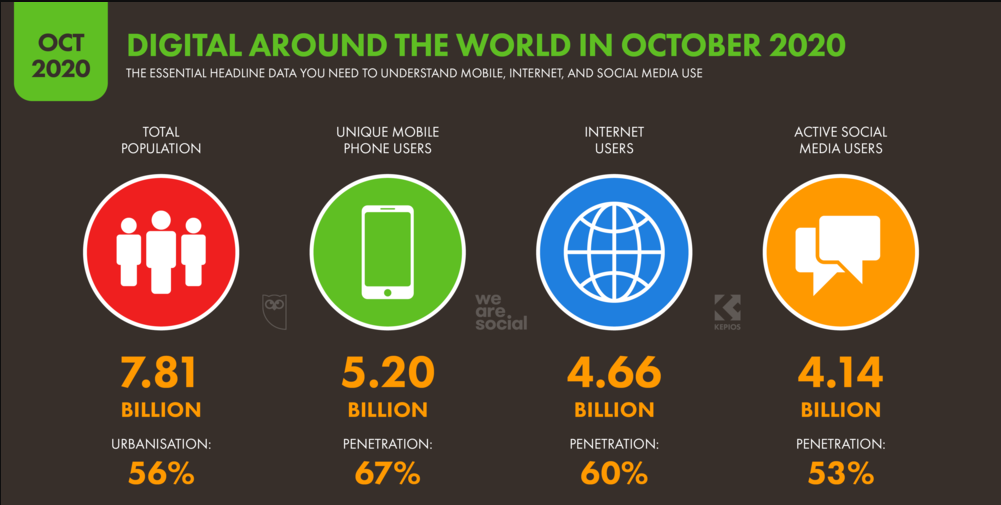 OCT
2020
DIGITAL AROUND THE WORLD IN OCTOBER 2020
THE ESSENTIAL HEADLINE DATA YOU NEED TO UNDERSTAND MOBILE, INTERNET, AND SOCIAL MEDIA USE
TOTAL
POPULATION
UNIQUE MOBILE
PHONE USERS
INTERNET
USERS
ACTIVE SOCIAL
MEDIA USERS
we
are
social
KEPIOS
7.81
BILLION
URBANISATION:
56%
5.20
BILLION
PENETRATION:
67%
4.66
BILLION
PENETRATION:
60%
4.14
BILLION
PENETRATION:
53%